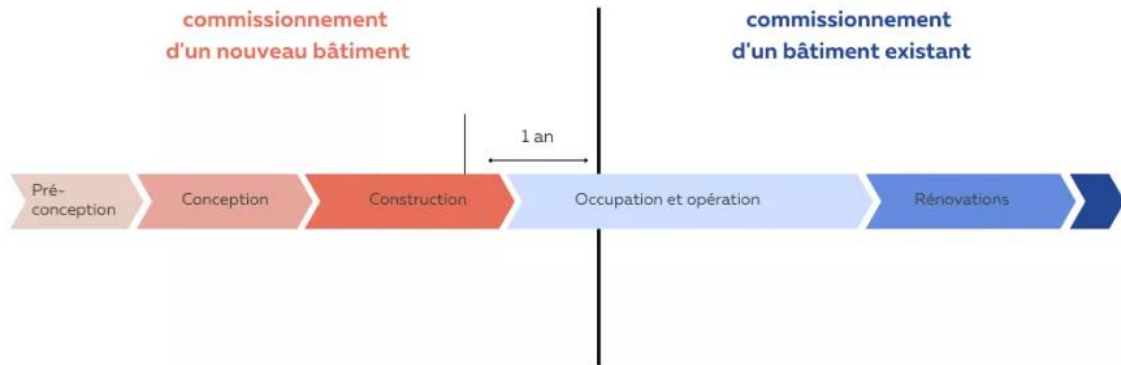 commissionnement
d'un nouveau bâtiment
commissionnement
d'un bâtiment existant
1 an
Pré-
conception
Conception
Construction
Occupation et opération
Rénovations